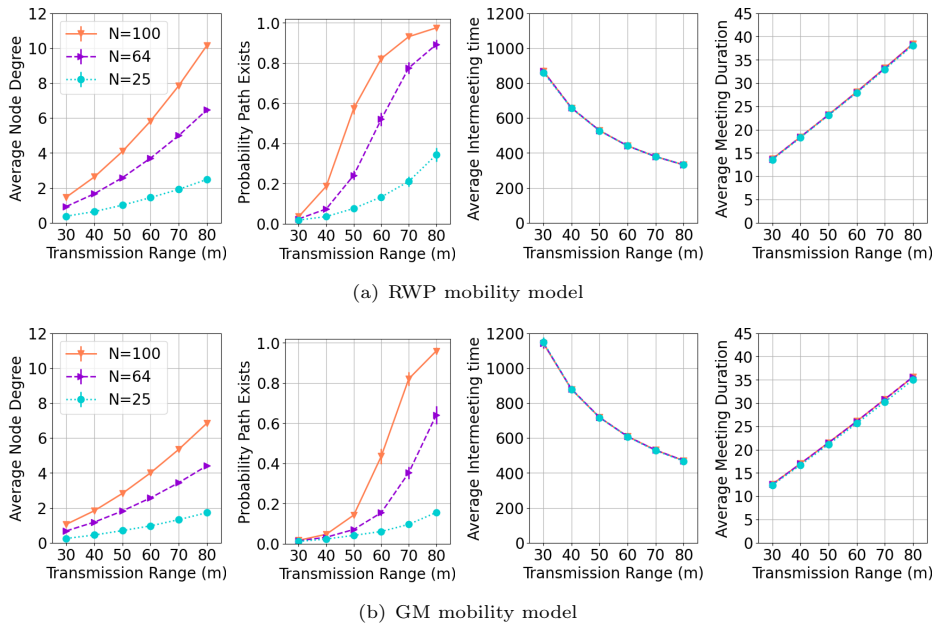 Average Node Degree
12
10
8
6
4
2
0
N=100
N=64
N=25
30 40 50 60 70 80
Transmission Range (m)
Probability Path Exists
1.0
0.8
0.6
0.4
0.2
0.0
30 40 50 60 70 80
Transmission Range (m)
Average Intermeeting time
1200
1000
800
600
400
200
0
30 40 50 60 70 80
Transmission Range (m)
Average Meeting Duration
45
40
35
30
25
20
15
10
5
0
30 40 50 60 70 80
Transmission Range (m)
(a) RWP mobility model
Average Node Degree
12
10
8
6
4
2
0
N=100
N=64
N=25
30 40 50 60 70 80
Transmission Range (m)
Probability Path Exists
1.0
0.8
0.6
0.4
0.2
0.0
30 40 50 60 70 80
Transmission Range (m)
Average Intermeeting time
1200
1000
800
600
400
200
0
30 40 50 60 70 80
Transmission Range (m)
Average Meeting Duration
45
40
35
30
25
20
15
10
5
0
30 40 50 60 70 80
Transmission Range (m)
(b) GM mobility model